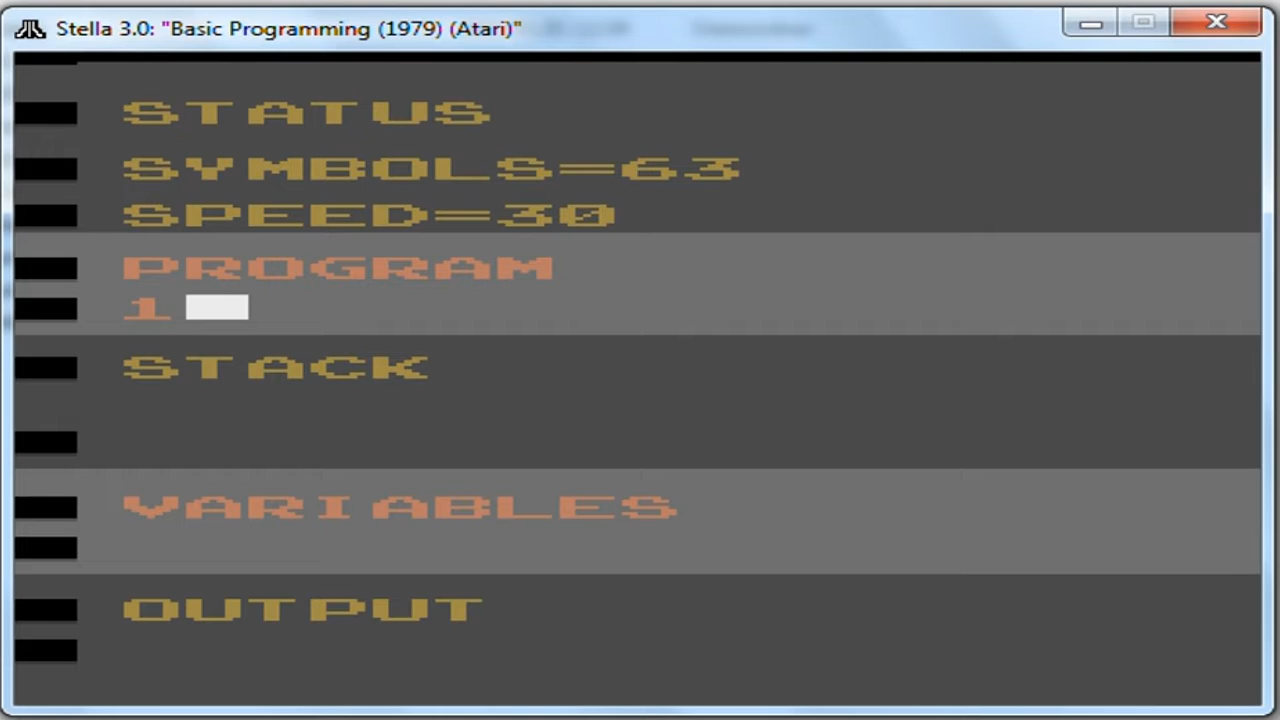 Stella 3.0: "Basic Programming (1979) (Atari)"
STATUS
SYMBOLS=63
SPEED=30
PROGRAM
1
STACK
VARIABLES
OUTPUT